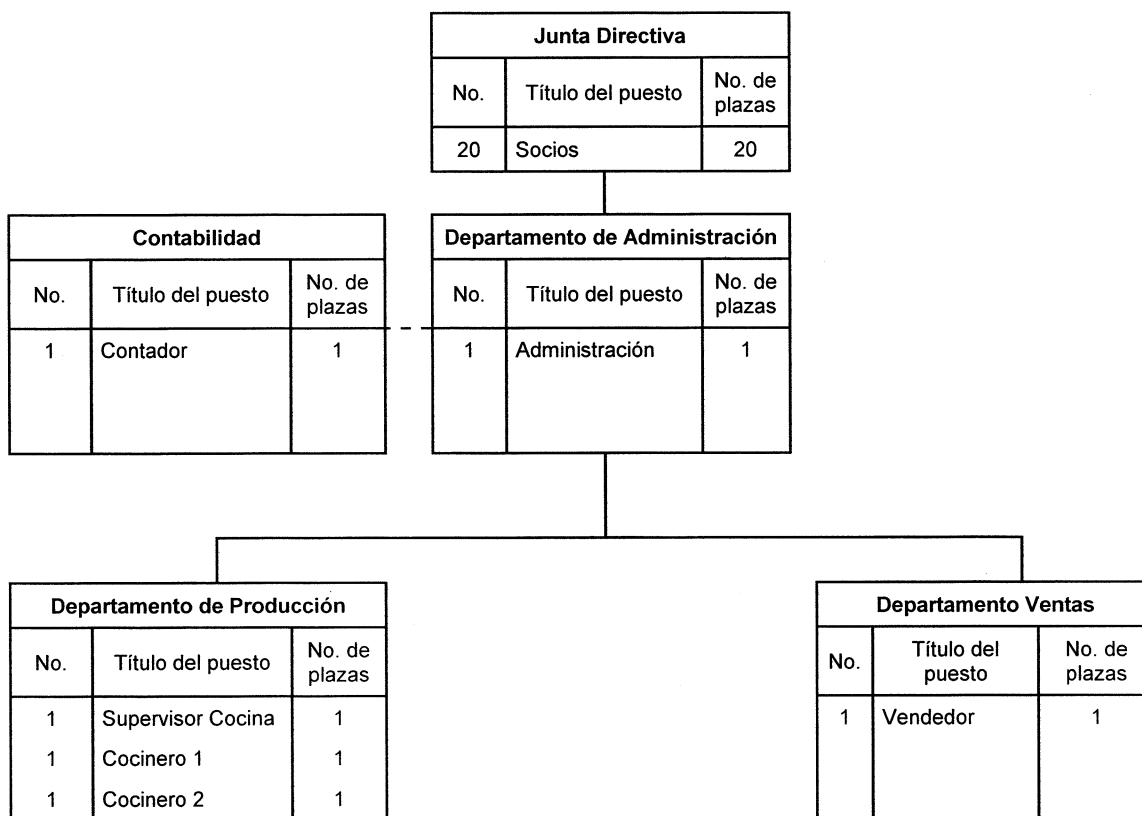 Junta Directiva
No. Título del puesto No. de plazas
20 Socios 20
Contabilidad
No. Título del puesto No. de plazas
1 Contador 1
Departamento de Administración
No. Título del puesto No. de plazas
1 Administración 1
Departamento de Producción
No. Título del puesto No. de plazas
1 Supervisor Cocina 1
1 Cocinero 1 1
1 Cocinero 2 1
Departamento Ventas
No. Título del puesto No. de plazas
1 Vendedor 1